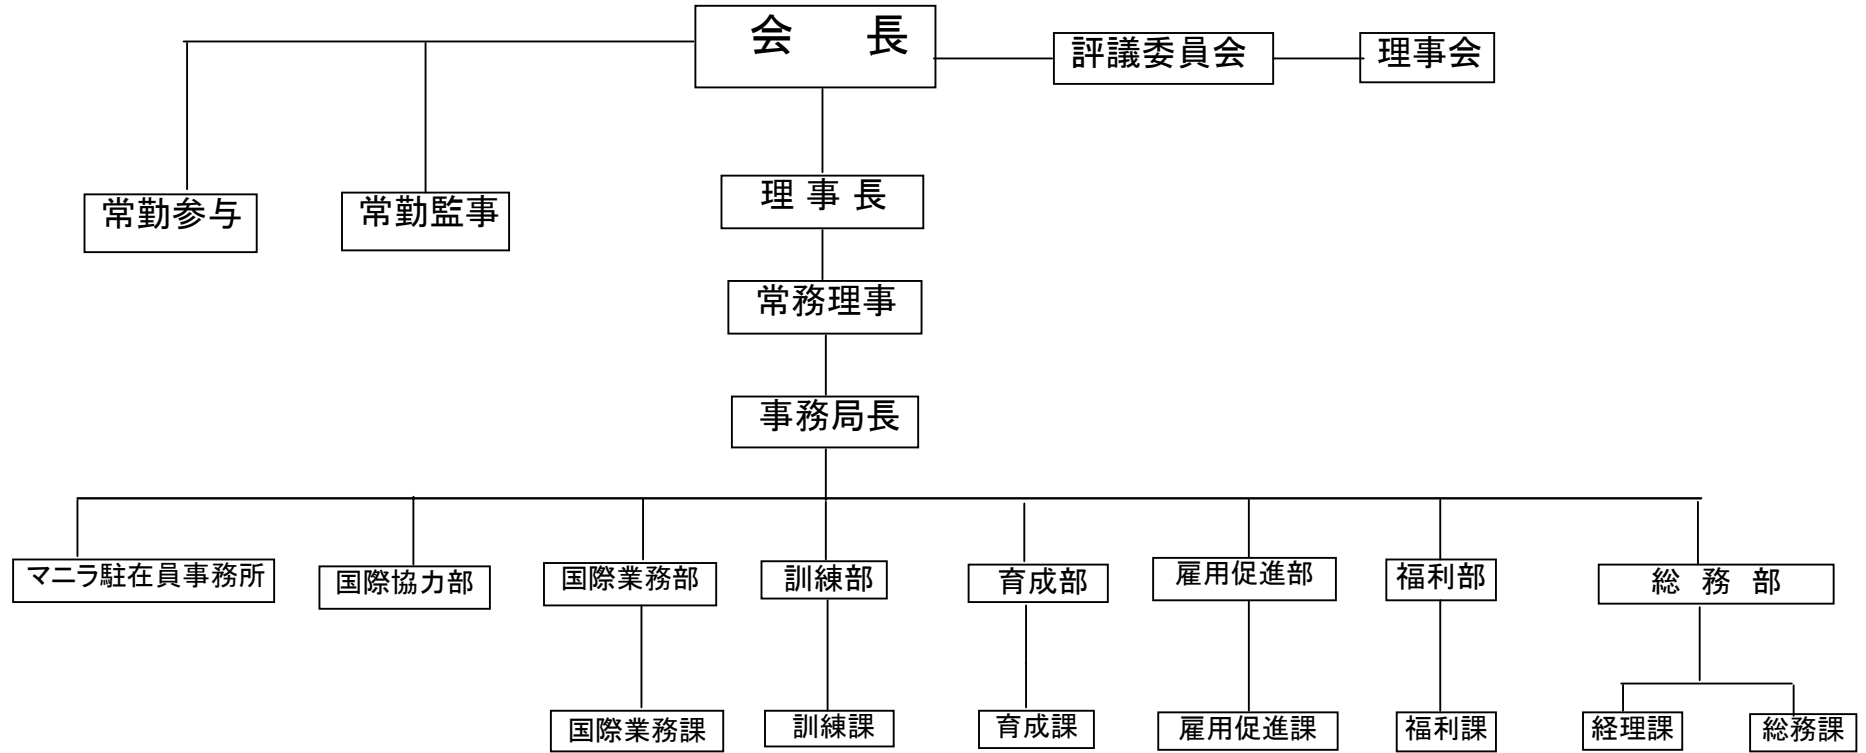 会　　長
評議委員会
理事会
常勤参与
常勤監事
理 事 長
常務理事
事務局長
マニラ駐在員事務所
国際協力部
国際業務部
訓練部
育成部
雇用促進部
福利部
総　務　部
国際業務課
訓練課
育成課
雇用促進課
福利課
経理課
総務課